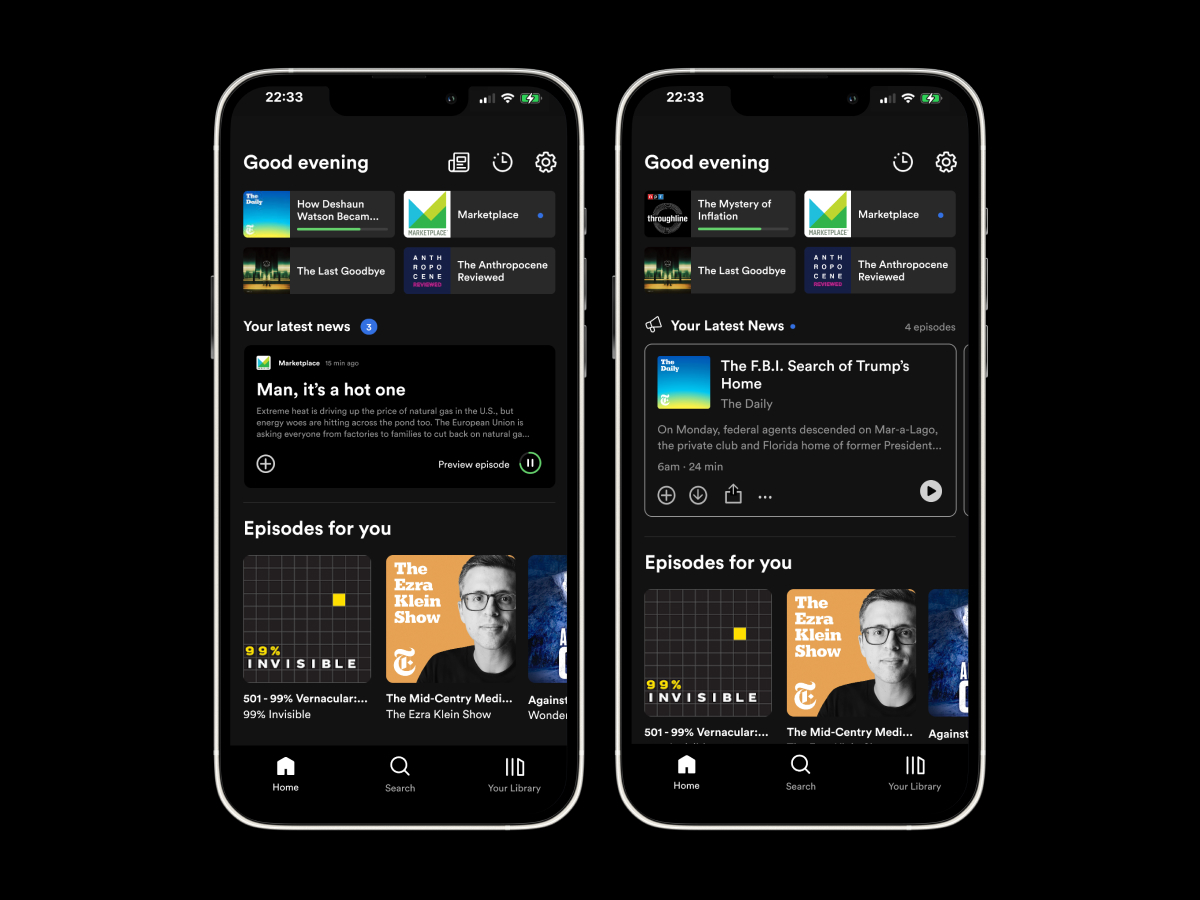 22:33
Good evening
The
Daily
How Deshaun
Watson Becam...
MARKETPLACE
Marketplace
The Last Goodbye
ANTH
ROPO
CENE
REVIEWED
The Anthropocene
Reviewed
Your latest news 3
Marketplace 15 min ago
Man, it's a hot one
Extreme heat is driving up the price of natural gas in the U.S., but
energy woes are hitting across the pond too. The European Union is
asking everyone from factories to families to cut back on natural ga...
Preview episode
Episodes for you
99%
INVISIBLE
501 - 99% Vernacular:...
99% Invisible
The
Ezra
Klein
Show
The Mid-Centry Medi...
The Ezra Klein Show
Against
Wonder
Home
Search
Your Library
22:33
Good evening
npr
throughline
The Mystery of
Inflation
MARKETPLACE
Marketplace
The Last Goodbye
ANTH
ROPO
CENE
REVIEWED
The Anthropocene
Reviewed
Your Latest News
4 episodes
The
Daily
The F.B.I. Search of Trump's
Home
The Daily
On Monday, federal agents descended on Mar-a-Lago,
the private club and Florida home of former President...
6am · 24 min
Episodes for you
99%
INVISIBLE
501 - 99% Vernacular:...
The
Ezra
Klein
Show
The Mid-Centry Medi...
Against
Home
Search
Your Library